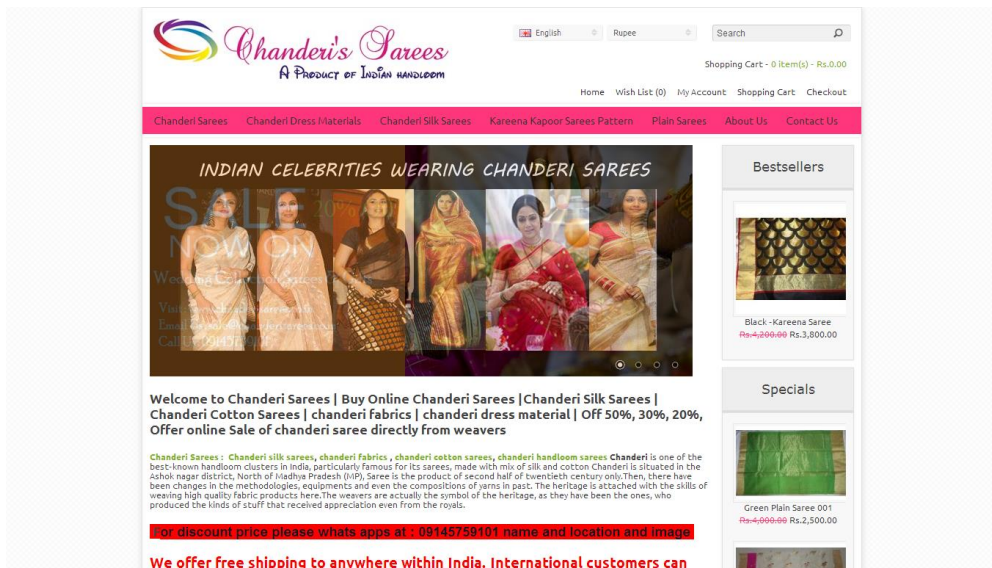 Chanderi's Sarees
A Product of Indian handloom
English
Rupee
Search
Shopping Cart - 0 item(s) - Rs.0.00
Home Wish List (0) My Account Shopping Cart Checkout
Chanderi Sarees Chanderi Dress Materials Chanderi Silk Sarees Kareena Kapoor Sarees Pattern Plain Sarees About Us Contact Us
INDIAN CELEBRITIES WEARING CHANDERI SAREES
SALE
20%
NOW ON
Bestsellers
Black -Kareena Saree
Rs.4,200.00 Rs.3,800.00
Specials
Green Plain Saree 001
Rs.4,000.00 Rs.2,500.00
Welcome to Chanderi Sarees | Buy Online Chanderi Sarees |Chanderi Silk Sarees |
Chanderi Cotton Sarees | chanderi fabrics | chanderi dress material | Off 50%, 30%, 20%,
Offer online Sale of chanderi saree directly from weavers
Chanderi Sarees : Chanderi silk sarees, chanderi fabrics , chanderi cotton sarees, chanderi handloom sarees Chanderi is one of the
best-known handloom clusters in India, particularly famous for its sarees, made with mix of silk and cotton Chanderi is situated in the
Ashok nagar district, North of Madhya Pradesh (MP), Saree is the product of second half of twentieth century only.Then, there have
been changes in the methodologies, equipments and even the compositions of yarns in past. The heritage is attached with the skills of
weaving high quality fabric products here.The weavers are actually the symbol of the heritage, as they have been the ones, who
produced the kinds of stuff that received appreciation even from the royals.
For discount price please whats apps at : 09145759101 name and location and image
We offer free shipping to anywhere within India. International customers can